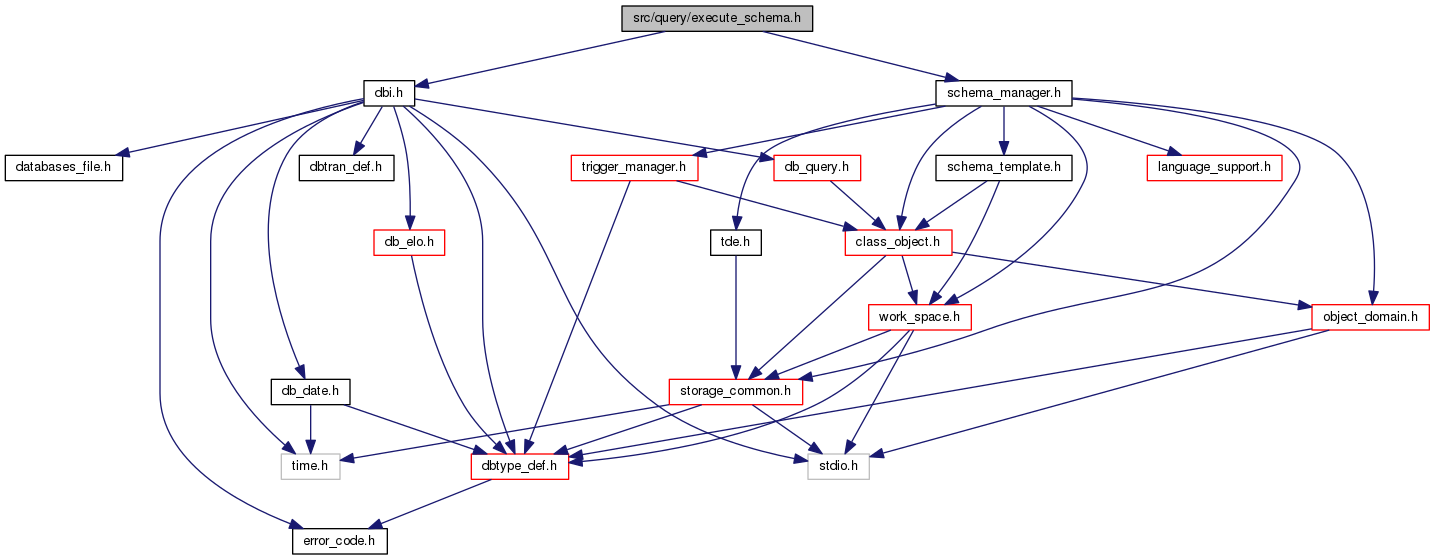 src/query/execute_schema.h
dbi.h
schema_manager.h
databases_file.h
dbtran_def.h
trigger_manager.h
db_query.h
schema_template.h
language_support.h
db_elo.h
tde.h
class_object.h
work_space.h
object_domain.h
db_date.h
storage_common.h
time.h
dbtype_def.h
stdio.h
error_code.h